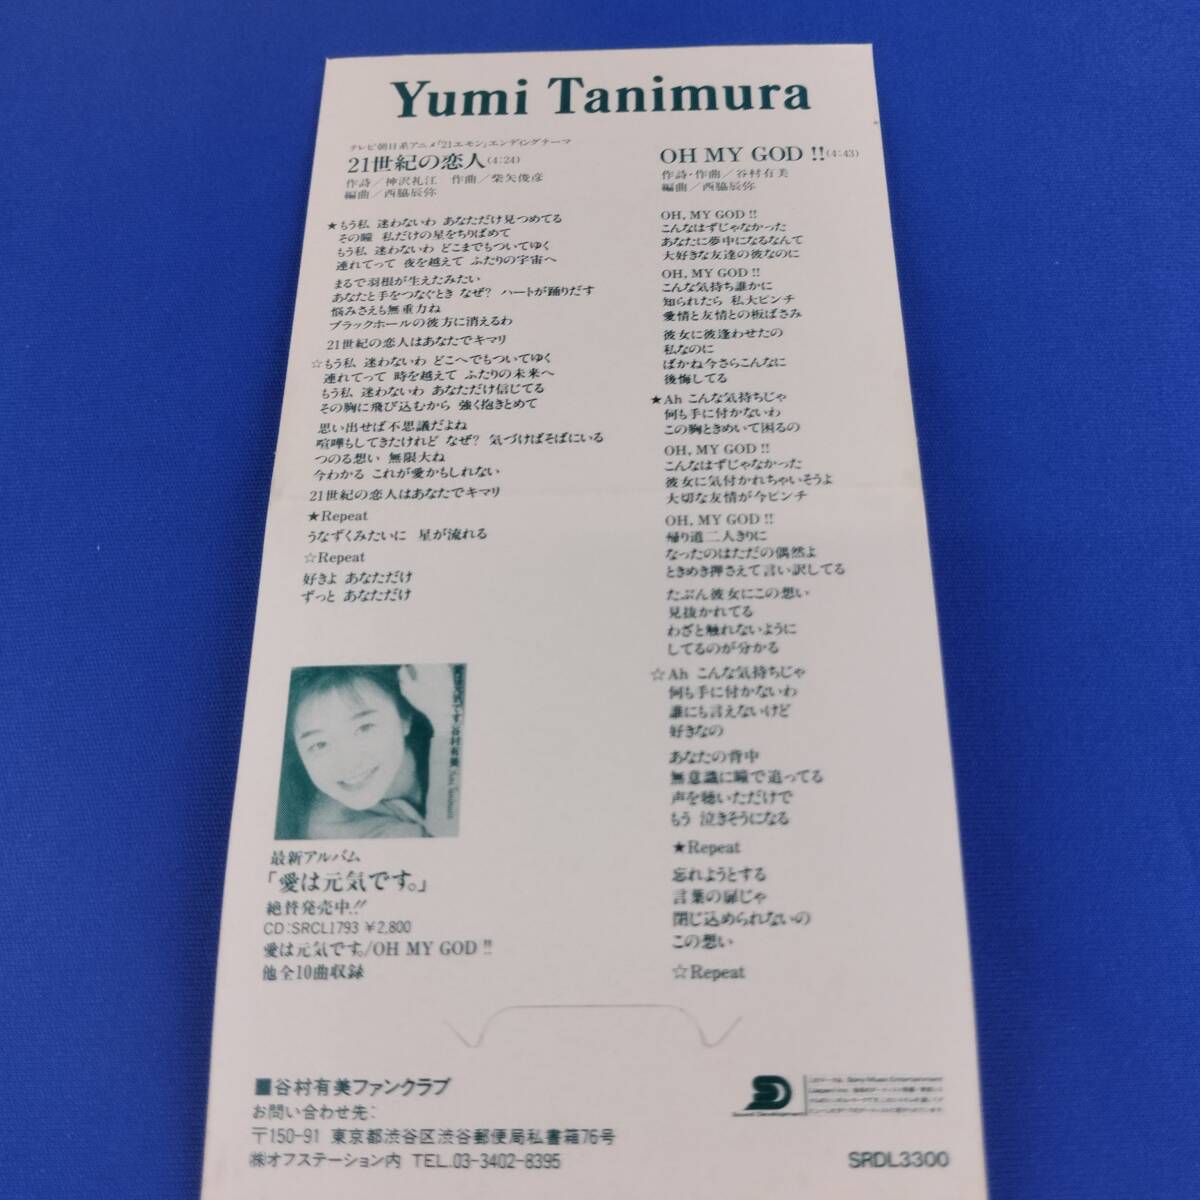 Yumi Tanimura
テレビ朝日系アニメ「21エモン」エンディングテーマ
21世紀の恋人(4:24)
作詩／神沢礼江 作曲／柴矢俊彦
編曲／西脇辰弥
★もう私、迷わないわ あなただけ見つめてる
その瞳 私だけの星をちりばめて
もう私、迷わないわ どこまでもついてゆく
連れてって 夜を越えて ふたりの宇宙へ
まるで羽根が生えたみたい
あなたと手をつなぐとき なぜ? ハートが踊りだす
悩みさえも無重力ね
ブラックホールの彼方に消えるわ
21世紀の恋人はあなたでキマリ
☆もう私、迷わないわ どこへでもついてゆく
連れてって 時を越えて ふたりの未来へ
もう私、迷わないわ あなただけ信じてる
その胸に飛び込むから 強く抱きとめて
思い出せば不思議だよね
喧嘩もしてきたけれど なぜ? 気づけばそばにいる
つのる想い 無限大ね
今わかる これが愛かもしれない
21世紀の恋人はあなたでキマリ
★Repeat
うなずくみたいに 星が流れる
☆Repeat
好きよ あなただけ
ずっと あなただけ
OH MY GOD !!(4:43)
作詩・作曲／谷村有美
編曲／西脇辰弥
OH, MY GOD !!
こんなはずじゃなかった
あなたに夢中になるなんて
大好きな友達の彼なのに
OH, MY GOD !!
こんな気持ち誰かに
知られたら 私大ピンチ
愛情と友情との板ばさみ
彼女に彼逢わせたの
私なのに
ばかね今さらこんなに
後悔してる
★Ah こんな気持ちじゃ
何も手に付かないわ
この胸ときめいて困るの
OH, MY GOD !!
こんなはずじゃなかった
彼女に気付かれちゃいそうよ
大切な友情が今ピンチ
OH, MY GOD !!
帰り道二人きりに
なったのはただの偶然よ
ときめき押さえて言い訳してる
たぶん彼女にこの想い
見抜かれてる
わざと触れないように
してるのが分かる
☆Ah こんな気持ちじゃ
何も手に付かないわ
誰にも言えないけど
好きなの
あなたの背中
無意識に瞳で追ってる
声を聴いただけで
もう 泣きそうになる
★Repeat
忘れようとする
言葉の扉じゃ
閉じ込められないの
この想い
☆Repeat
愛は元気です。谷村有美 Yumi Tanimura
最新アルバム
「愛は元気です。」
絶賛発売中!!
CD:SRCL1793 ¥2,800
愛は元気です。/OH MY GOD !!
他全10曲収録
■谷村有美ファンクラブ
お問い合わせ先:
〒150-91 東京都渋谷区渋谷郵便局私書箱76号
㈱オフステーション内 TEL.03-3402-8395
Sound Development
SRDL3300